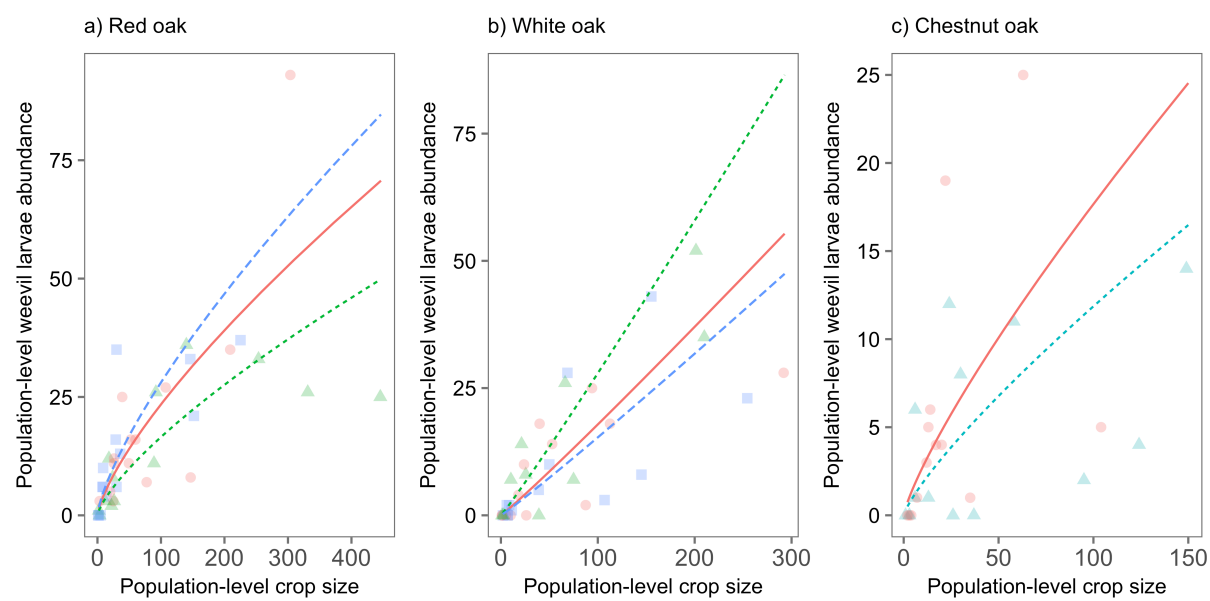 a) Red oak
Population-level weevil larvae abundance
75
50
25
0
0 100 200 300 400
Population-level crop size
b) White oak
Population-level weevil larvae abundance
75
50
25
0
0 100 200 300
Population-level crop size
c) Chestnut oak
Population-level weevil larvae abundance
25
20
15
10
5
0
0 50 100 150
Population-level crop size